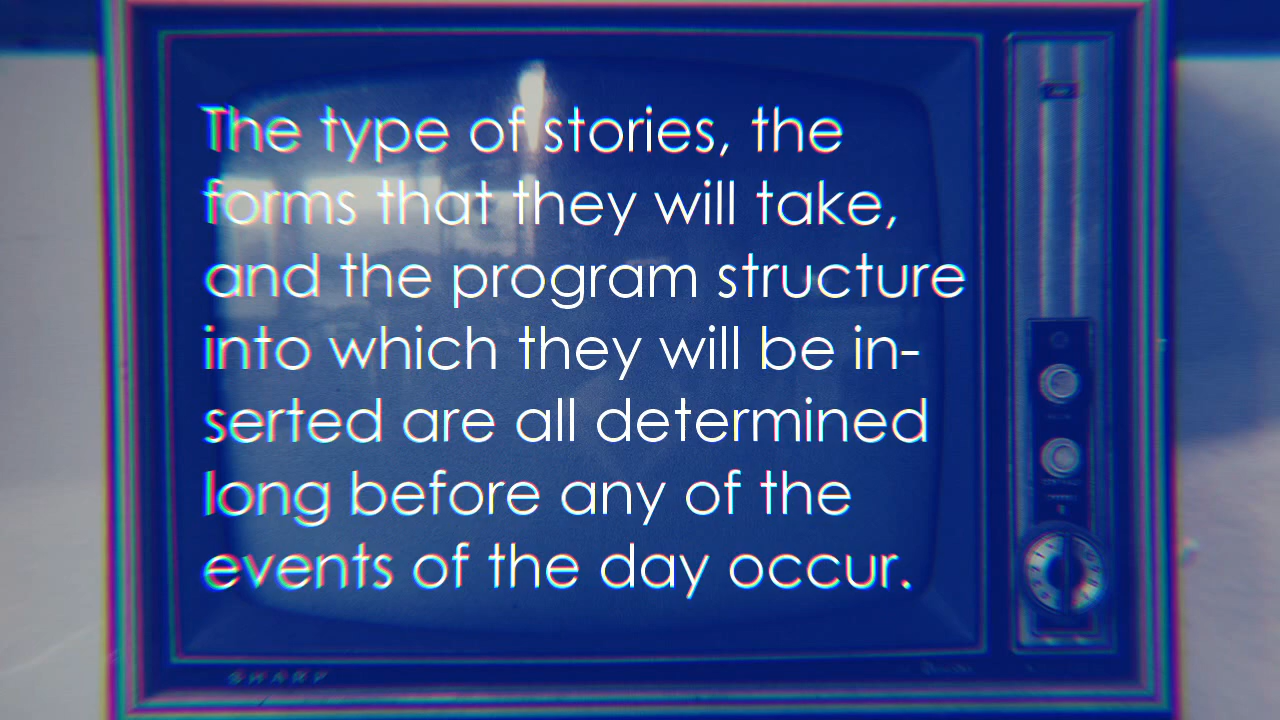 The type of stories, the
forms that they will take,
and the program structure
into which they will be in-
serted are all determined
long before any of the
events of the day occur.
SHARP